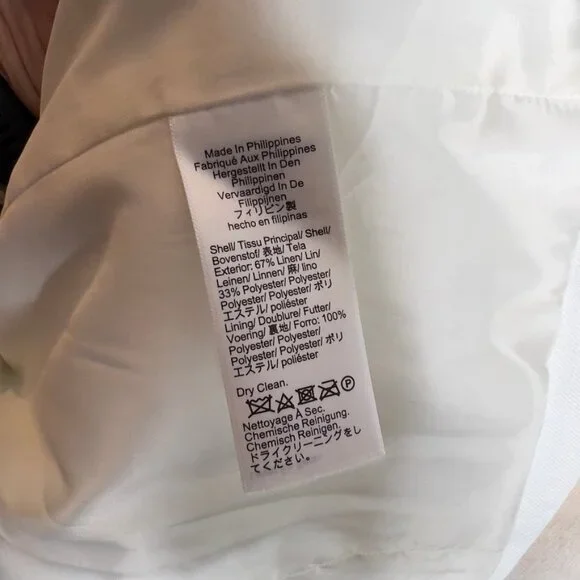 Made In Philippines
Fabriqué Aux Philippines
Hergestellt In Den
Philippinen
Vervaardigd In De
Filippijnen
フィリピン製
hecho en filipinas
Shell/ Tissu Principal/ Shell/
Bovenstof/ 表地/ Tela
Exterior: 67% Linen/ Lin/
Leinen/ Linnen/ 麻/ lino
33% Polyester/ Polyester/
Polyester/ Polyester/ ポリ
エステル/ poliéster
Lining/ Doublure/ Futter/
Voering/ 裏地/ Forro: 100%
Polyester/ Polyester/
Polyester/ Polyester/ ポリ
エステル/ poliéster
Dry Clean.
P
Nettoyage À Sec.
Chemische Reinigung.
Chemisch Reinigen.
ドライクリーニングをし
てください。